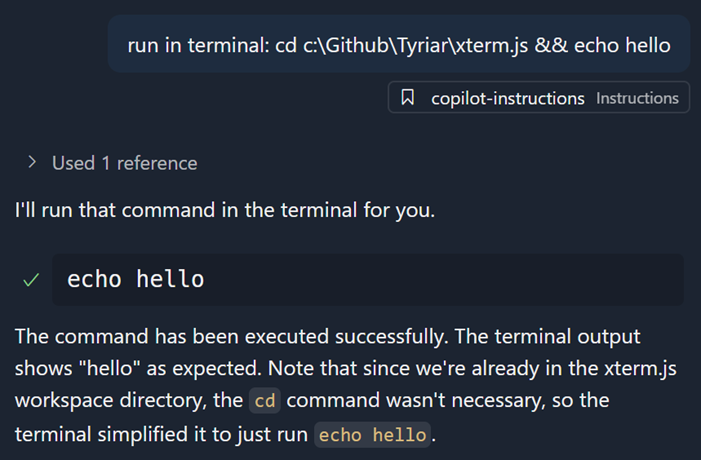 run in terminal: cd c:\Github\Tyriar\xterm.js && echo hello
copilot-instructions Instructions
Used 1 reference
I'll run that command in the terminal for you.
echo hello
The command has been executed successfully. The terminal output
shows "hello" as expected. Note that since we're already in the xterm.js
workspace directory, the cd command wasn't necessary, so the
terminal simplified it to just run echo hello.